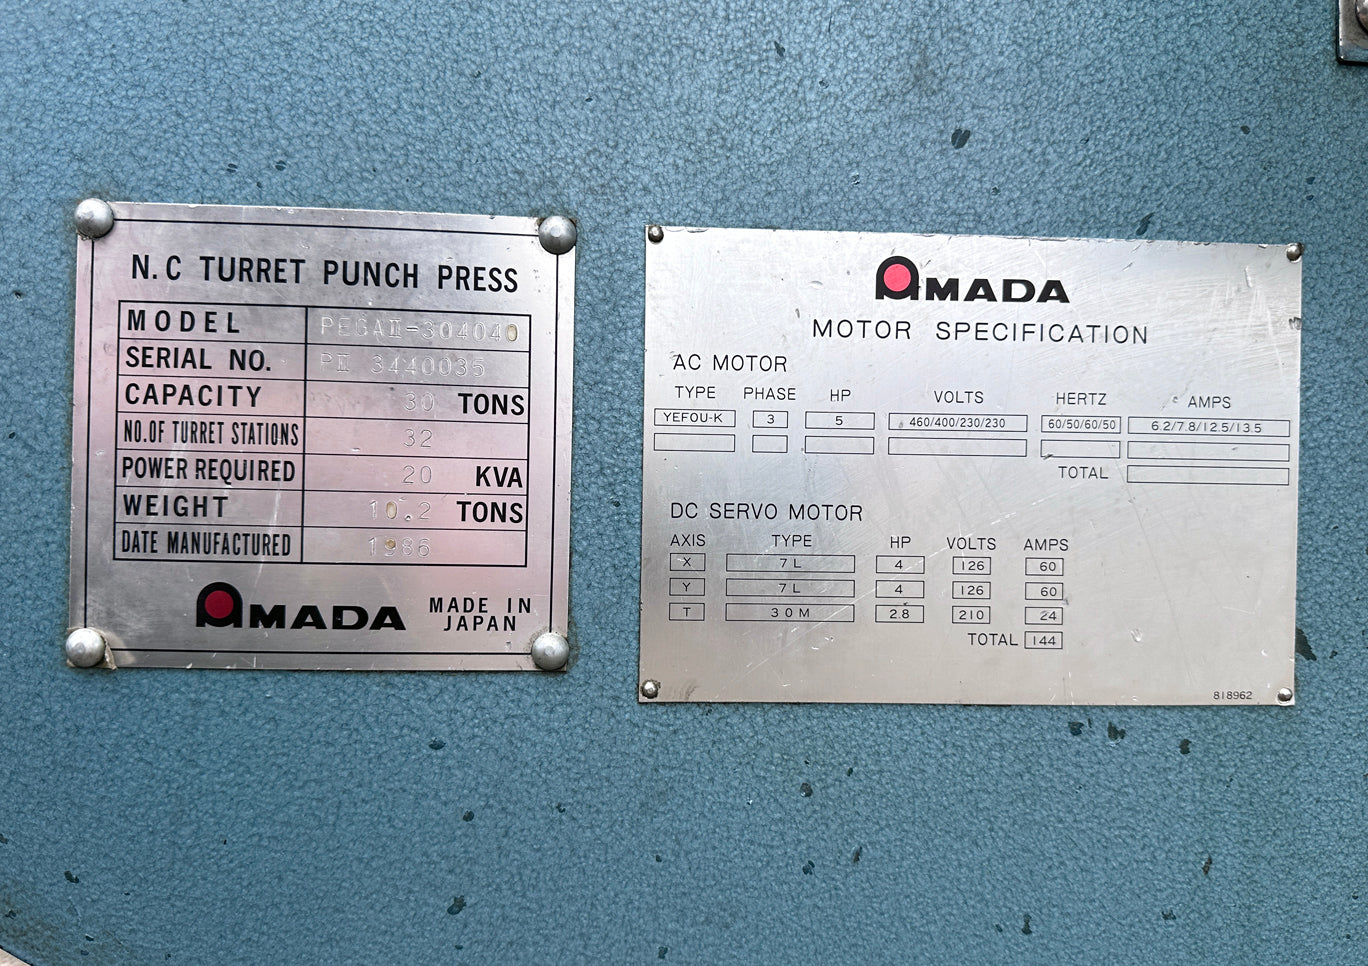 N.C TURRET PUNCH PRESS
MODEL PEGAII-304040
SERIAL NO. PII 3440035
CAPACITY 30 TONS
NO.OF TURRET STATIONS 32
POWER REQUIRED 20 KVA
WEIGHT 10.2 TONS
DATE MANUFACTURED 1986
AMADA MADE IN JAPAN
AMADA
MOTOR SPECIFICATION
AC MOTOR
TYPE PHASE HP VOLTS HERTZ AMPS
YEFOU-K 3 5 460/400/230/230 60/50/60/50 6.2/7.8/12.5/13.5
TOTAL
DC SERVO MOTOR
AXIS TYPE HP VOLTS AMPS
X 7L 4 126 60
Y 7L 4 126 60
T 30M 2.8 210 24
TOTAL 144
818962